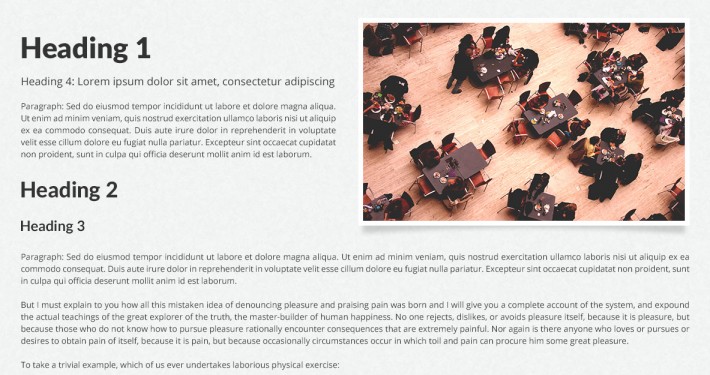 Heading 1
Heading 4: Lorem ipsum dolor sit amet, consectetur adipiscing
Paragraph: Sed do eiusmod tempor incididunt ut labore et dolore magna aliqua.
Ut enim ad minim veniam, quis nostrud exercitation ullamco laboris nisi ut aliquip
ex ea commodo consequat. Duis aute irure dolor in reprehenderit in voluptate
velit esse cillum dolore eu fugiat nulla pariatur. Excepteur sint occaecat cupidatat
non proident, sunt in culpa qui officia deserunt mollit anim id est laborum.
Heading 2
Heading 3
Paragraph: Sed do eiusmod tempor incididunt ut labore et dolore magna aliqua. Ut enim ad minim veniam, quis nostrud exercitation ullamco laboris nisi ut aliquip ex ea
commodo consequat. Duis aute irure dolor in reprehenderit in voluptate velit esse cillum dolore eu fugiat nulla pariatur. Excepteur sint occaecat cupidatat non proident, sunt
in culpa qui officia deserunt mollit anim id est laborum.
But I must explain to you how all this mistaken idea of denouncing pleasure and praising pain was born and I will give you a complete account of the system, and expound
the actual teachings of the great explorer of the truth, the master-builder of human happiness. No one rejects, dislikes, or avoids pleasure itself, because it is pleasure, but
because those who do not know how to pursue pleasure rationally encounter consequences that are extremely painful. Nor again is there anyone who loves or pursues or
desires to obtain pain of itself, because it is pain, but because occasionally circumstances occur in which toil and pain can procure him some great pleasure.
To take a trivial example, which of us ever undertakes laborious physical exercise: